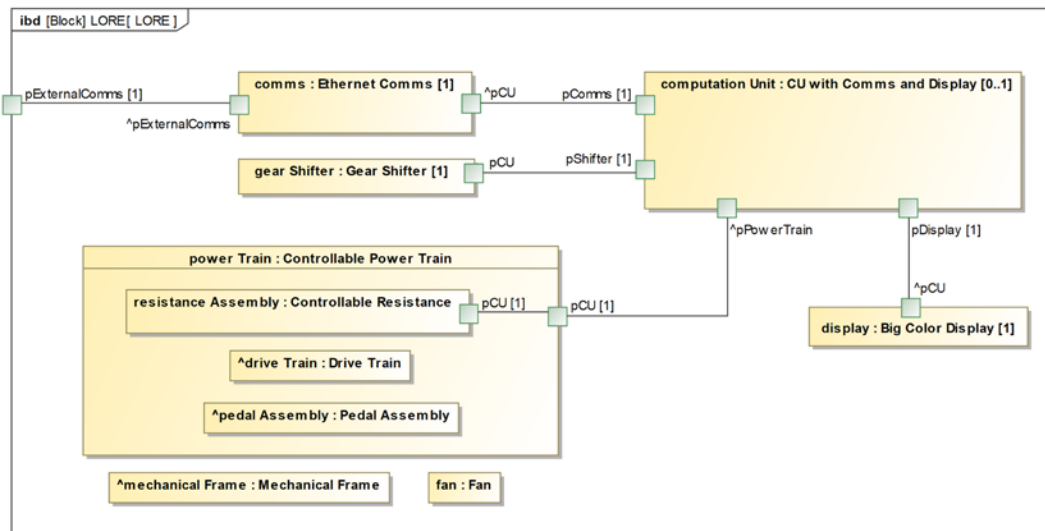 ibd [Block] LORE[ LORE ]
pExternalComms [1]
^pExternalComms
comms : Ethernet Comms [1]
^pCU
pComms [1]
computation Unit : CU with Comms and Display [0..1]
gear Shifter : Gear Shifter [1]
pCU
pShifter [1]
^pPowerTrain
pDisplay [1]
power Train : Controllable Power Train
resistance Assembly : Controllable Resistance
pCU [1]
pCU [1]
^pCU
display : Big Color Display [1]
^drive Train : Drive Train
^pedal Assembly : Pedal Assembly
^mechanical Frame : Mechanical Frame
fan : Fan